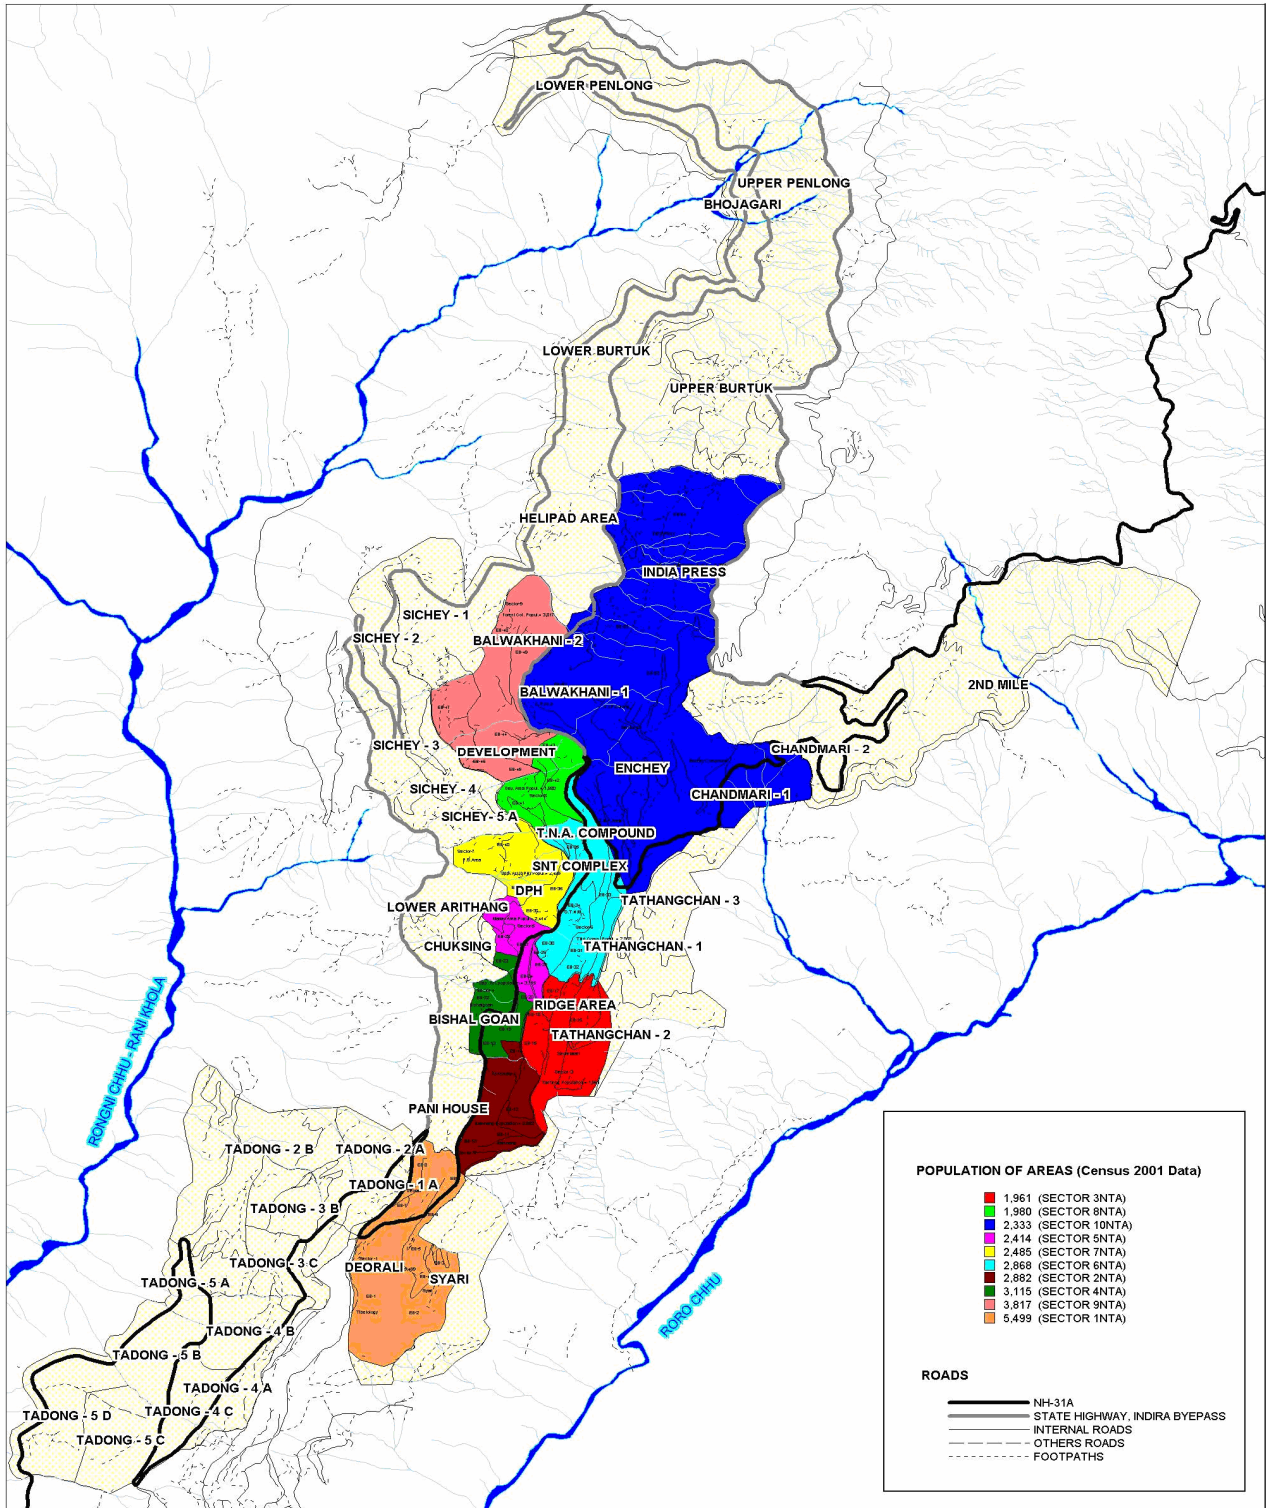 LOWER PENLONG
UPPER PENLONG
BHOJAGARI
LOWER BURTUK
UPPER BURTUK
HELIPAD AREA
INDIA PRESS
SICHEY - 1
SICHEY - 2
BALWAKHANI - 2
2ND MILE
BALWAKHANI - 1
SICHEY - 3
DEVELOPMENT
CHANDMARI - 2
ENCHEY
SICHEY - 4
CHANDMARI - 1
SICHEY- 5 A
T.N.A. COMPOUND
SNT COMPLEX
DPH
TATHANGCHAN - 3
LOWER ARITHANG
CHUKSING
TATHANGCHAN - 1
RIDGE AREA
BISHAL GOAN
TATHANGCHAN - 2
RONGNI CHHU - RANI KHOLA
PANI HOUSE
TADONG - 2 B
TADONG - 2 A
TADONG - 1 A
TADONG - 3 B
TADONG - 3 C
DEORALI
SYARI
TADONG - 5 A
RORO CHHU
TADONG - 4 B
TADONG - 5 B
TADONG - 4 A
TADONG - 4 C
TADONG - 5 D
TADONG - 5 C
POPULATION OF AREAS (Census 2001 Data)
1,961 (SECTOR 3NTA)
1,980 (SECTOR 8NTA)
2,333 (SECTOR 10NTA)
2,414 (SECTOR 5NTA)
2,485 (SECTOR 7NTA)
2,868 (SECTOR 6NTA)
2,882 (SECTOR 2NTA)
3,115 (SECTOR 4NTA)
3,817 (SECTOR 9NTA)
5,499 (SECTOR 1NTA)
ROADS
NH-31A
STATE HIGHWAY, INDIRA BYEPASS
INTERNAL ROADS
OTHERS ROADS
FOOTPATHS